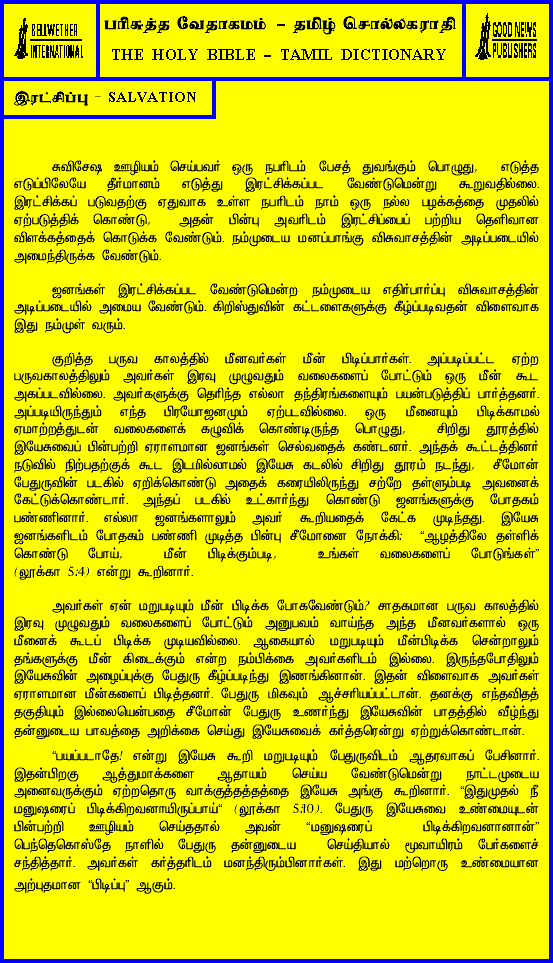 BELLWETHER
INTERNATIONAL
பரிசுத்த வேதாகமம் – தமிழ் சொல்லகராதி
THE HOLY BIBLE – TAMIL DICTIONARY
GOOD NEWS
PUBLISHERS
இரட்சிப்பு – SALVATION
சுவிசேஷ ஊழியம் செய்பவர் ஒரு நபரிடம் பேசத் துவங்கும் பொழுது, எடுத்த
எடுப்பிலேயே தீர்மானம் எடுத்து இரட்சிக்கப்பட வேண்டுமென்று கூறுவதில்லை.
இரட்சிக்கப் படுவதற்கு ஏதுவாக உள்ள நபரிடம் நாம் ஒரு நல்ல பழக்கத்தை முதலில்
ஏற்படுத்திக் கொண்டு, அதன் பின்பு அவரிடம் இரட்சிப்பைப் பற்றிய தெளிவான
விளக்கத்தைக் கொடுக்க வேண்டும். நம்முடைய மனப்பாங்கு விசுவாசத்தின் அடிப்படையில்
அமைந்திருக்க வேண்டும்.
ஜனங்கள் இரட்சிக்கப்பட வேண்டுமென்ற நம்முடைய எதிர்பார்ப்பு விசுவாசத்தின்
அடிப்படையில் அமைய வேண்டும். கிறிஸ்துவின் கட்டளைகளுக்கு கீழ்ப்படிவதன் விளைவாக
இது நம்முள் வரும்.
குறித்த பருவ காலத்தில் மீனவர்கள் மீன் பிடிப்பார்கள். அப்படிப்பட்ட ஏற்ற
பருவகாலத்திலும் அவர்கள் இரவு முழுவதும் வலைகளைப் போட்டும் ஒரு மீன் கூட
அகப்படவில்லை. அவர்களுக்கு தெரிந்த எல்லா தந்திரங்களையும் பயன்படுத்திப் பார்த்தனர்.
அப்படியிருந்தும் எந்த பிரயோஜனமும் ஏற்படவில்லை. ஒரு மீனையும் பிடிக்காமல்
ஏமாற்றத்துடன் வலைகளைக் கழுவிக் கொண்டிருந்த பொழுது, சிறிது தூரத்தில்
இயேசுவைப் பின்பற்றி ஏராளமான ஜனங்கள் செல்வதைக் கண்டனர். அந்தக் கூட்டத்தினர்
நடுவில் நிற்பதற்குக் கூட இடமில்லாமல் இயேசு கடலில் சிறிது தூரம் நடந்து, சீமோன்
பேதுருவின் படகில் ஏறிக்கொண்டு அதைக் கரையிலிருந்து சற்றே தள்ளும்படி அவனைக்
கேட்டுக்கொண்டார். அந்தப் படகில் உட்கார்ந்து கொண்டு ஜனங்களுக்கு போதகம்
பண்ணினார். எல்லா ஜனங்களாலும் அவர் கூறியதைக் கேட்க முடிந்தது. இயேசு
ஜனங்களிடம் போதகம் பண்ணி முடித்த பின்பு சீமோனை நோக்கி: “ஆழத்திலே தள்ளிக்
கொண்டு போய், மீன் பிடிக்கும்படி, உங்கள் வலைகளைப் போடுங்கள்”
(லூக்கா 5:4) என்று கூறினார்.
அவர்கள் ஏன் மறுபடியும் மீன் பிடிக்க போகவேண்டும்? சாதகமான பருவ காலத்தில்
இரவு முழுவதும் வலைகளைப் போட்டும் அனுபவம் வாய்ந்த அந்த மீனவர்களால் ஒரு
மீனைக் கூடப் பிடிக்க முடியவில்லை. ஆகையால் மறுபடியும் மீன்பிடிக்க சென்றாலும்
தங்களுக்கு மீன் கிடைக்கும் என்ற நம்பிக்கை அவர்களிடம் இல்லை. இருந்தபோதிலும்
இயேசுவின் அழைப்புக்கு பேதுரு கீழ்ப்படிந்து இணங்கினான். இதன் விளைவாக அவர்கள்
ஏராளமான மீன்களைப் பிடித்தனர். பேதுரு மிகவும் ஆச்சரியப்பட்டான். தனக்கு எந்தவிதத்
தகுதியும் இல்லையென்பதை சீமோன் பேதுரு உணர்ந்து இயேசுவின் பாதத்தில் வீழ்ந்து
தன்னுடைய பாவத்தை அறிக்கை செய்து இயேசுவைக் கர்த்தரென்று ஏற்றுக்கொண்டான்.
“பயப்படாதே! என்று இயேசு கூறி மறுபடியும் பேதுருவிடம் ஆதரவாகப் பேசினார்.
இதன்பிறகு ஆத்துமாக்களை ஆதாயம் செய்ய வேண்டுமென்று நாட்டமுடைய
அனைவருக்கும் ஏற்றதொரு வாக்குத்தத்தத்தை இயேசு அங்கு கூறினார். “இதுமுதல் நீ
மனுஷரைப் பிடிக்கிறவனாயிருப்பாய்“ (லூக்கா 5:10). பேதுரு இயேசுவை உண்மையுடன்
பின்பற்றி ஊழியம் செய்ததால் அவன் “மனுஷரைப் பிடிக்கிறவனானான்”
பெந்தெகொஸ்தே நாளில் பேதுரு தன்னுடைய செய்தியால் மூவாயிரம் பேர்களைச்
சந்தித்தார். அவர்கள் கர்த்தரிடம் மனந்திரும்பினார்கள். இது மற்றொரு உண்மையான
அற்புதமான “பிடிப்பு” ஆகும்.